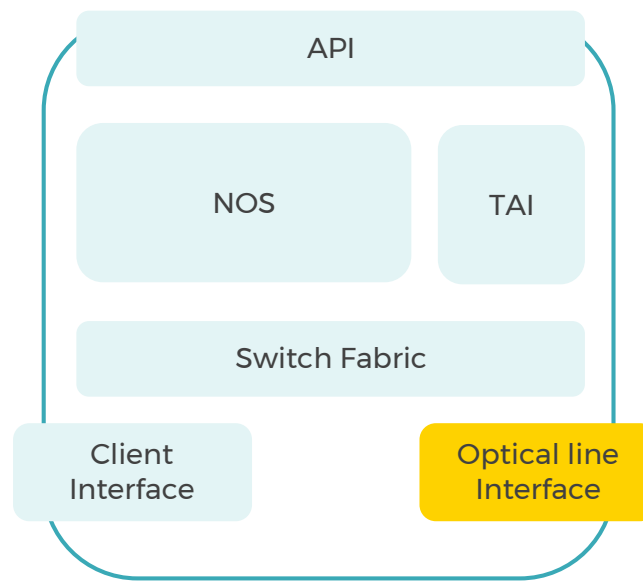 API
NOS
TAI
Switch Fabric
Client
Interface
Optical line
Interface